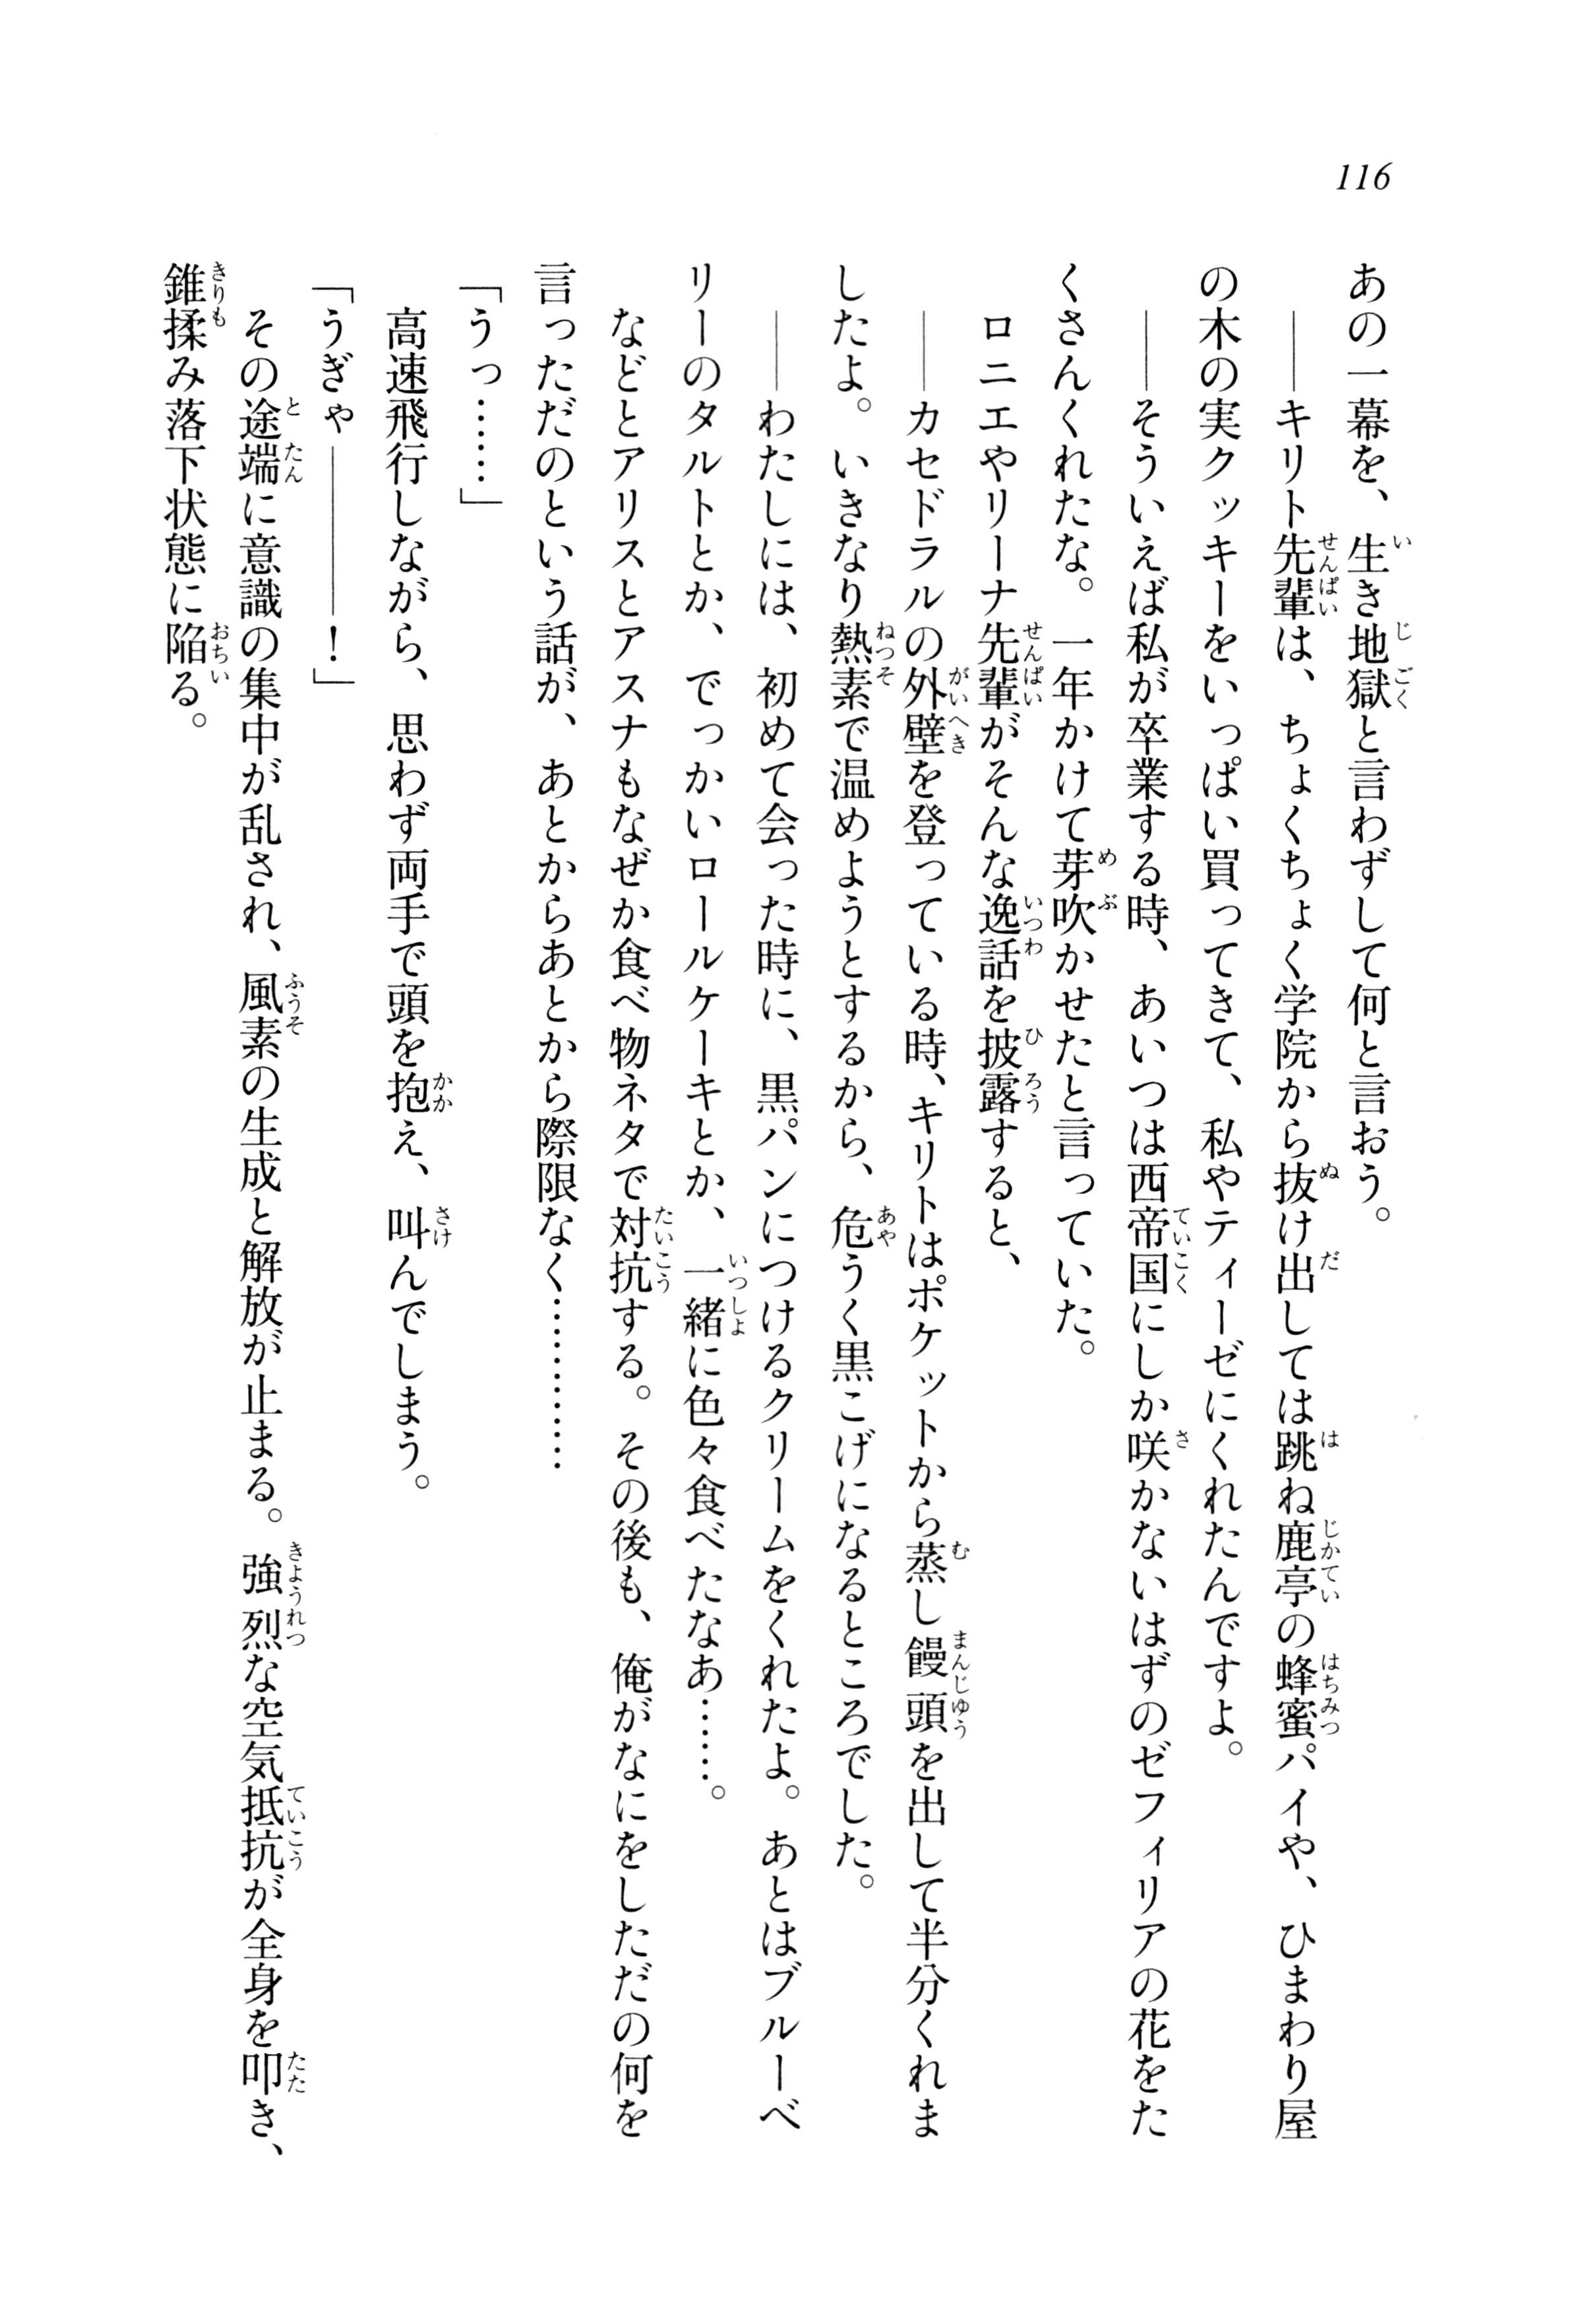 116
あの一幕を、生き地獄と言わずして何と言おう。
――キリト先輩は、ちょくちょく学院から抜け出しては跳ね鹿亭の蜂蜜パイや、ひまわり屋
の木の実クッキーをいっぱい買ってきて、私やティーゼにくれたんですよ。
――そういえば私が卒業する時、あいつは西帝国にしか咲かないはずのゼフィリアの花をた
くさんくれたな。一年かけて芽吹かせたと言っていた。
ロニエやリーナ先輩がそんな逸話を披露すると、
――カセドラルの外壁を登っている時、キリトはポケットから蒸し饅頭を出して半分くれま
したよ。いきなり熱素で温めようとするから、危うく黒こげになるところでした。
――わたしには、初めて会った時に、黒パンにつけるクリームをくれたよ。あとはブルーベ
リーのタルトとか、でっかいロールケーキとか、一緒に色々食べたなあ……。
などとアリスとアスナもなぜか食べ物ネタで対抗する。その後も、俺がなにをしただの何を
言っただのという話が、あとからあとから際限なく…………
「うっ……」
高速飛行しながら、思わず両手で頭を抱え、叫んでしまう。
「うぎゃ――――！」
その途端に意識の集中が乱され、風素の生成と解放が止まる。強烈な空気抵抗が全身を叩き、
錐揉み落下状態に陥る。